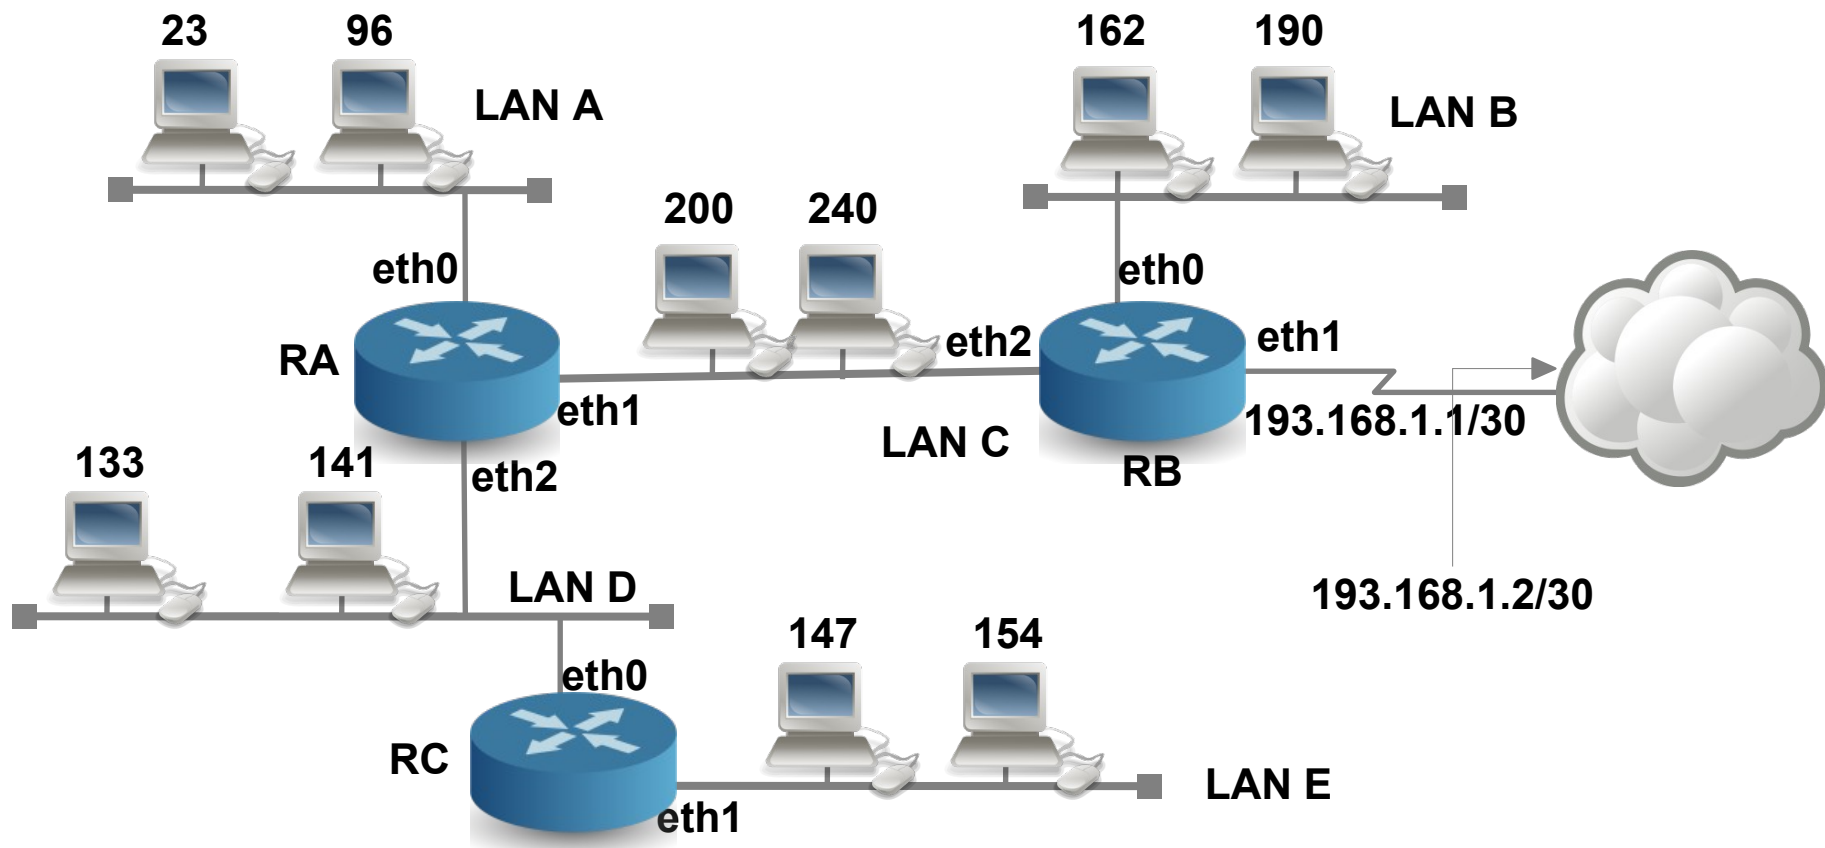 23
96
LAN A
162
190
LAN B
200
240
eth0
eth0
RA
eth1
eth2
eth1
LAN C
RB
193.168.1.1/30
133
141
eth2
LAN D
193.168.1.2/30
147
154
eth0
RC
eth1
LAN E